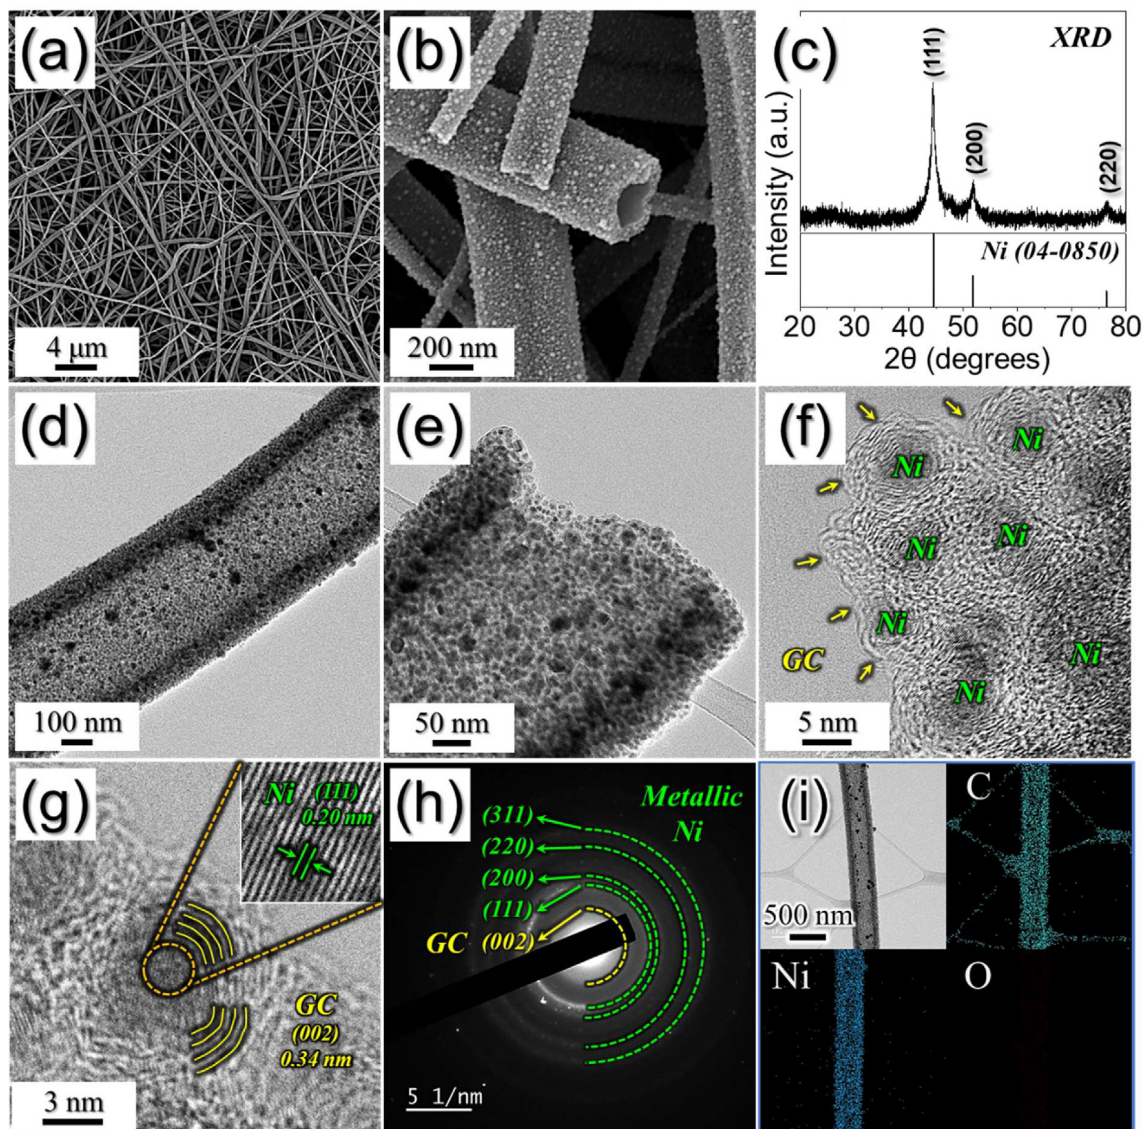 (a)
4 μm
(b)
200 nm
(c)
XRD
(111)
(200)
(220)
Intensity (a.u.)
Ni (04-0850)
20 30 40 50 60 70 80
2θ (degrees)
(d)
100 nm
(e)
50 nm
(f)
Ni
Ni
Ni
Ni
Ni
Ni
Ni
GC
5 nm
(g)
Ni (111)
0.20 nm
GC
(002)
0.34 nm
3 nm
(h)
Metallic
Ni
(311)
(220)
(200)
(111)
GC (002)
5 1/nm
(i)
500 nm
C
Ni
O